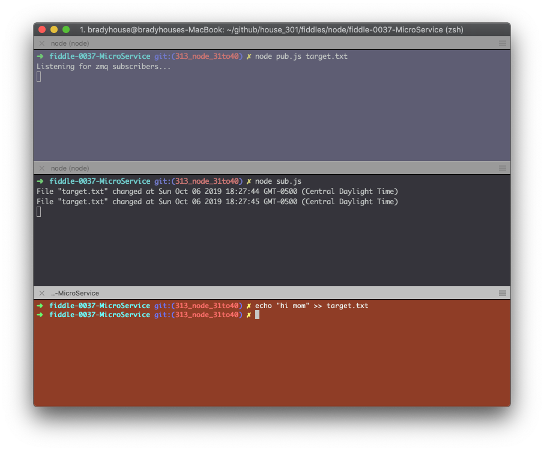 1. bradyhouse@bradyhouses-MacBook: ~/github/house_301/fiddles/node/fiddle-0037-MicroService (zsh)
× node (node)
➜ fiddle-0037-MicroService git:(313_node_31to40) ✗ node pub.js target.txt
Listening for zmq subscribers...
× node (node)
➜ fiddle-0037-MicroService git:(313_node_31to40) ✗ node sub.js
File "target.txt" changed at Sun Oct 06 2019 18:27:44 GMT-0500 (Central Daylight Time)
File "target.txt" changed at Sun Oct 06 2019 18:27:45 GMT-0500 (Central Daylight Time)
× ..-MicroService
➜ fiddle-0037-MicroService git:(313_node_31to40) ✗ echo "hi mom" >> target.txt
➜ fiddle-0037-MicroService git:(313_node_31to40) ✗